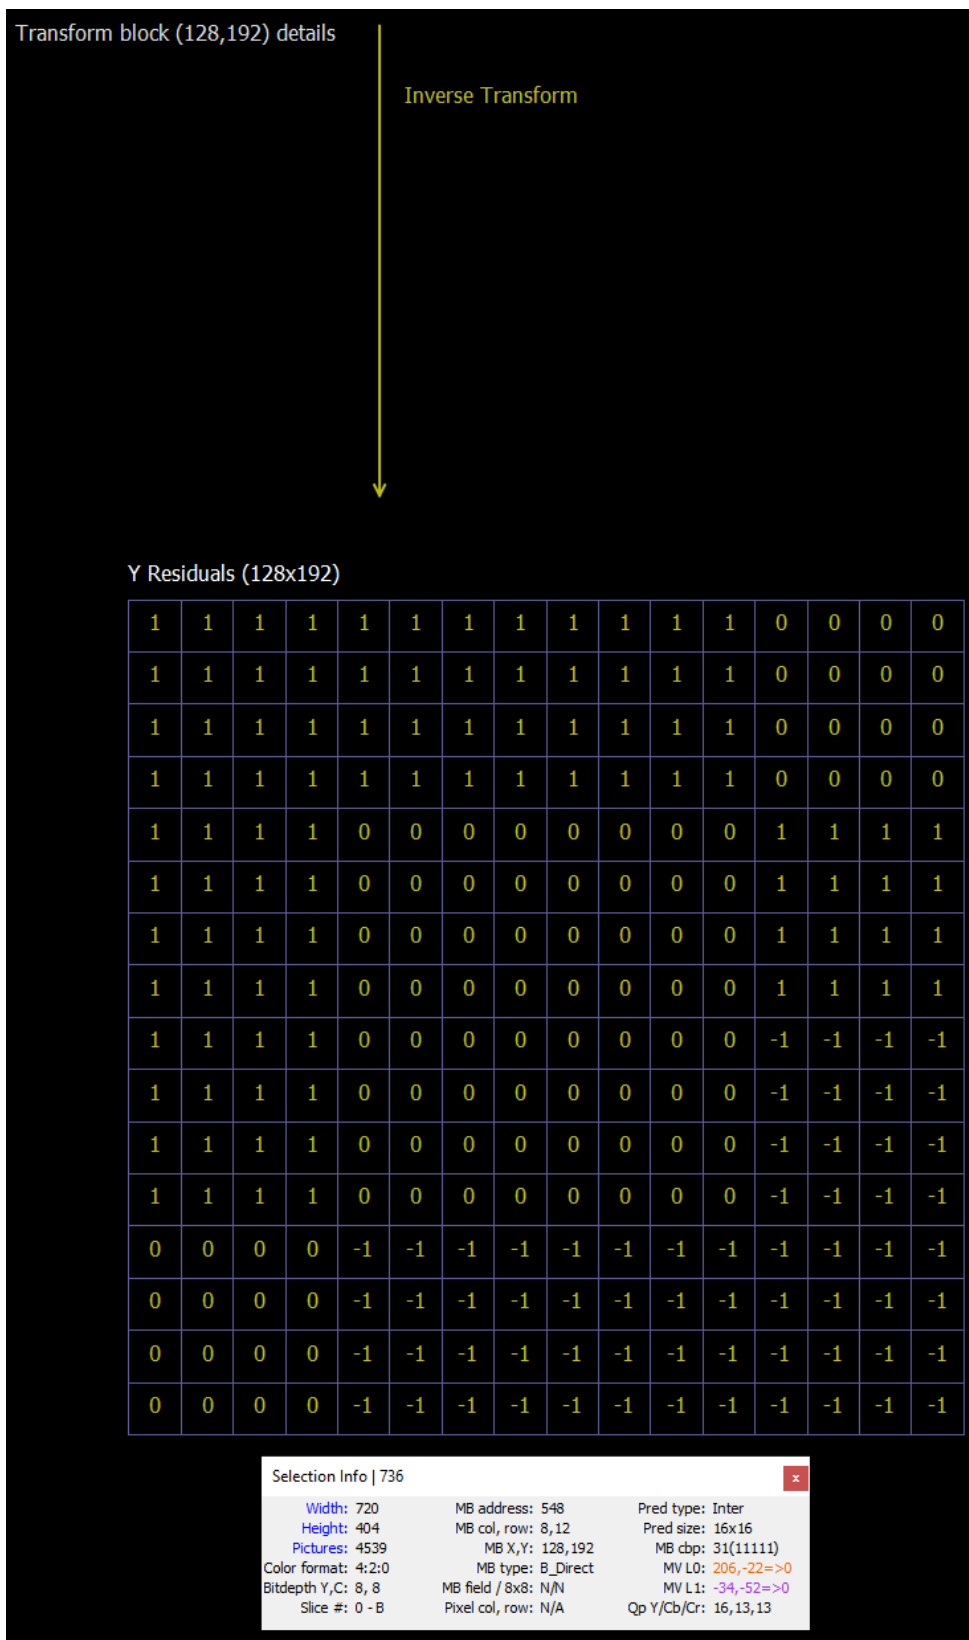 Transform block (128,192) details
Inverse Transform
Y Residuals (128x192)
1 1 1 1 1 1 1 1 1 1 1 1 0 0 0 0
1 1 1 1 1 1 1 1 1 1 1 1 0 0 0 0
1 1 1 1 1 1 1 1 1 1 1 1 0 0 0 0
1 1 1 1 1 1 1 1 1 1 1 1 0 0 0 0
1 1 1 1 0 0 0 0 0 0 0 0 1 1 1 1
1 1 1 1 0 0 0 0 0 0 0 0 1 1 1 1
1 1 1 1 0 0 0 0 0 0 0 0 1 1 1 1
1 1 1 1 0 0 0 0 0 0 0 0 1 1 1 1
1 1 1 1 0 0 0 0 0 0 0 0 -1 -1 -1 -1
1 1 1 1 0 0 0 0 0 0 0 0 -1 -1 -1 -1
1 1 1 1 0 0 0 0 0 0 0 0 -1 -1 -1 -1
1 1 1 1 0 0 0 0 0 0 0 0 -1 -1 -1 -1
0 0 0 0 -1 -1 -1 -1 -1 -1 -1 -1 -1 -1 -1 -1
0 0 0 0 -1 -1 -1 -1 -1 -1 -1 -1 -1 -1 -1 -1
0 0 0 0 -1 -1 -1 -1 -1 -1 -1 -1 -1 -1 -1 -1
0 0 0 0 -1 -1 -1 -1 -1 -1 -1 -1 -1 -1 -1 -1
Selection Info | 736 x
Width: 720 MB address: 548 Pred type: Inter
Height: 404 MB col, row: 8,12 Pred size: 16x16
Pictures: 4539 MB X,Y: 128,192 MB cbp: 31(11111)
Color format: 4:2:0 MB type: B_Direct MV L0: 206,-22=>0
Bitdepth Y,C: 8, 8 MB field / 8x8: N/N MV L1: -34,-52=>0
Slice #: 0 - B Pixel col, row: N/A Qp Y/Cb/Cr: 16,13,13